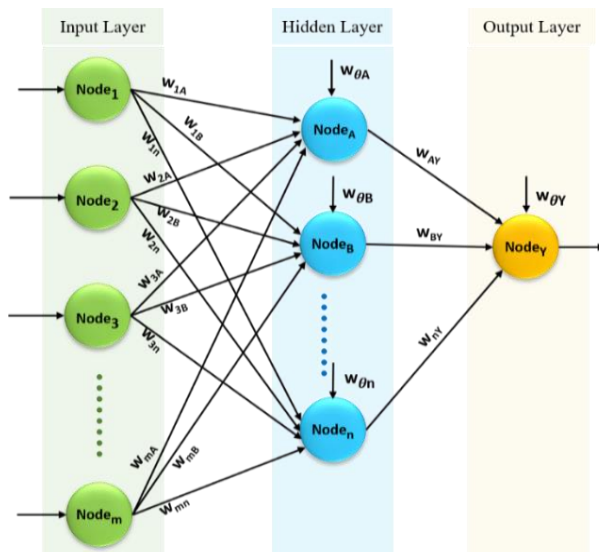 Input Layer
Hidden Layer
Output Layer
Node1
Node2
Node3
Nodem
w1A
w1B
w1n
w2A
w2B
w2n
w3A
w3B
w3n
wmA
wmB
wmn
wθA
NodeA
wθB
NodeB
wθn
Noden
wAY
wBY
wnY
wθY
NodeY